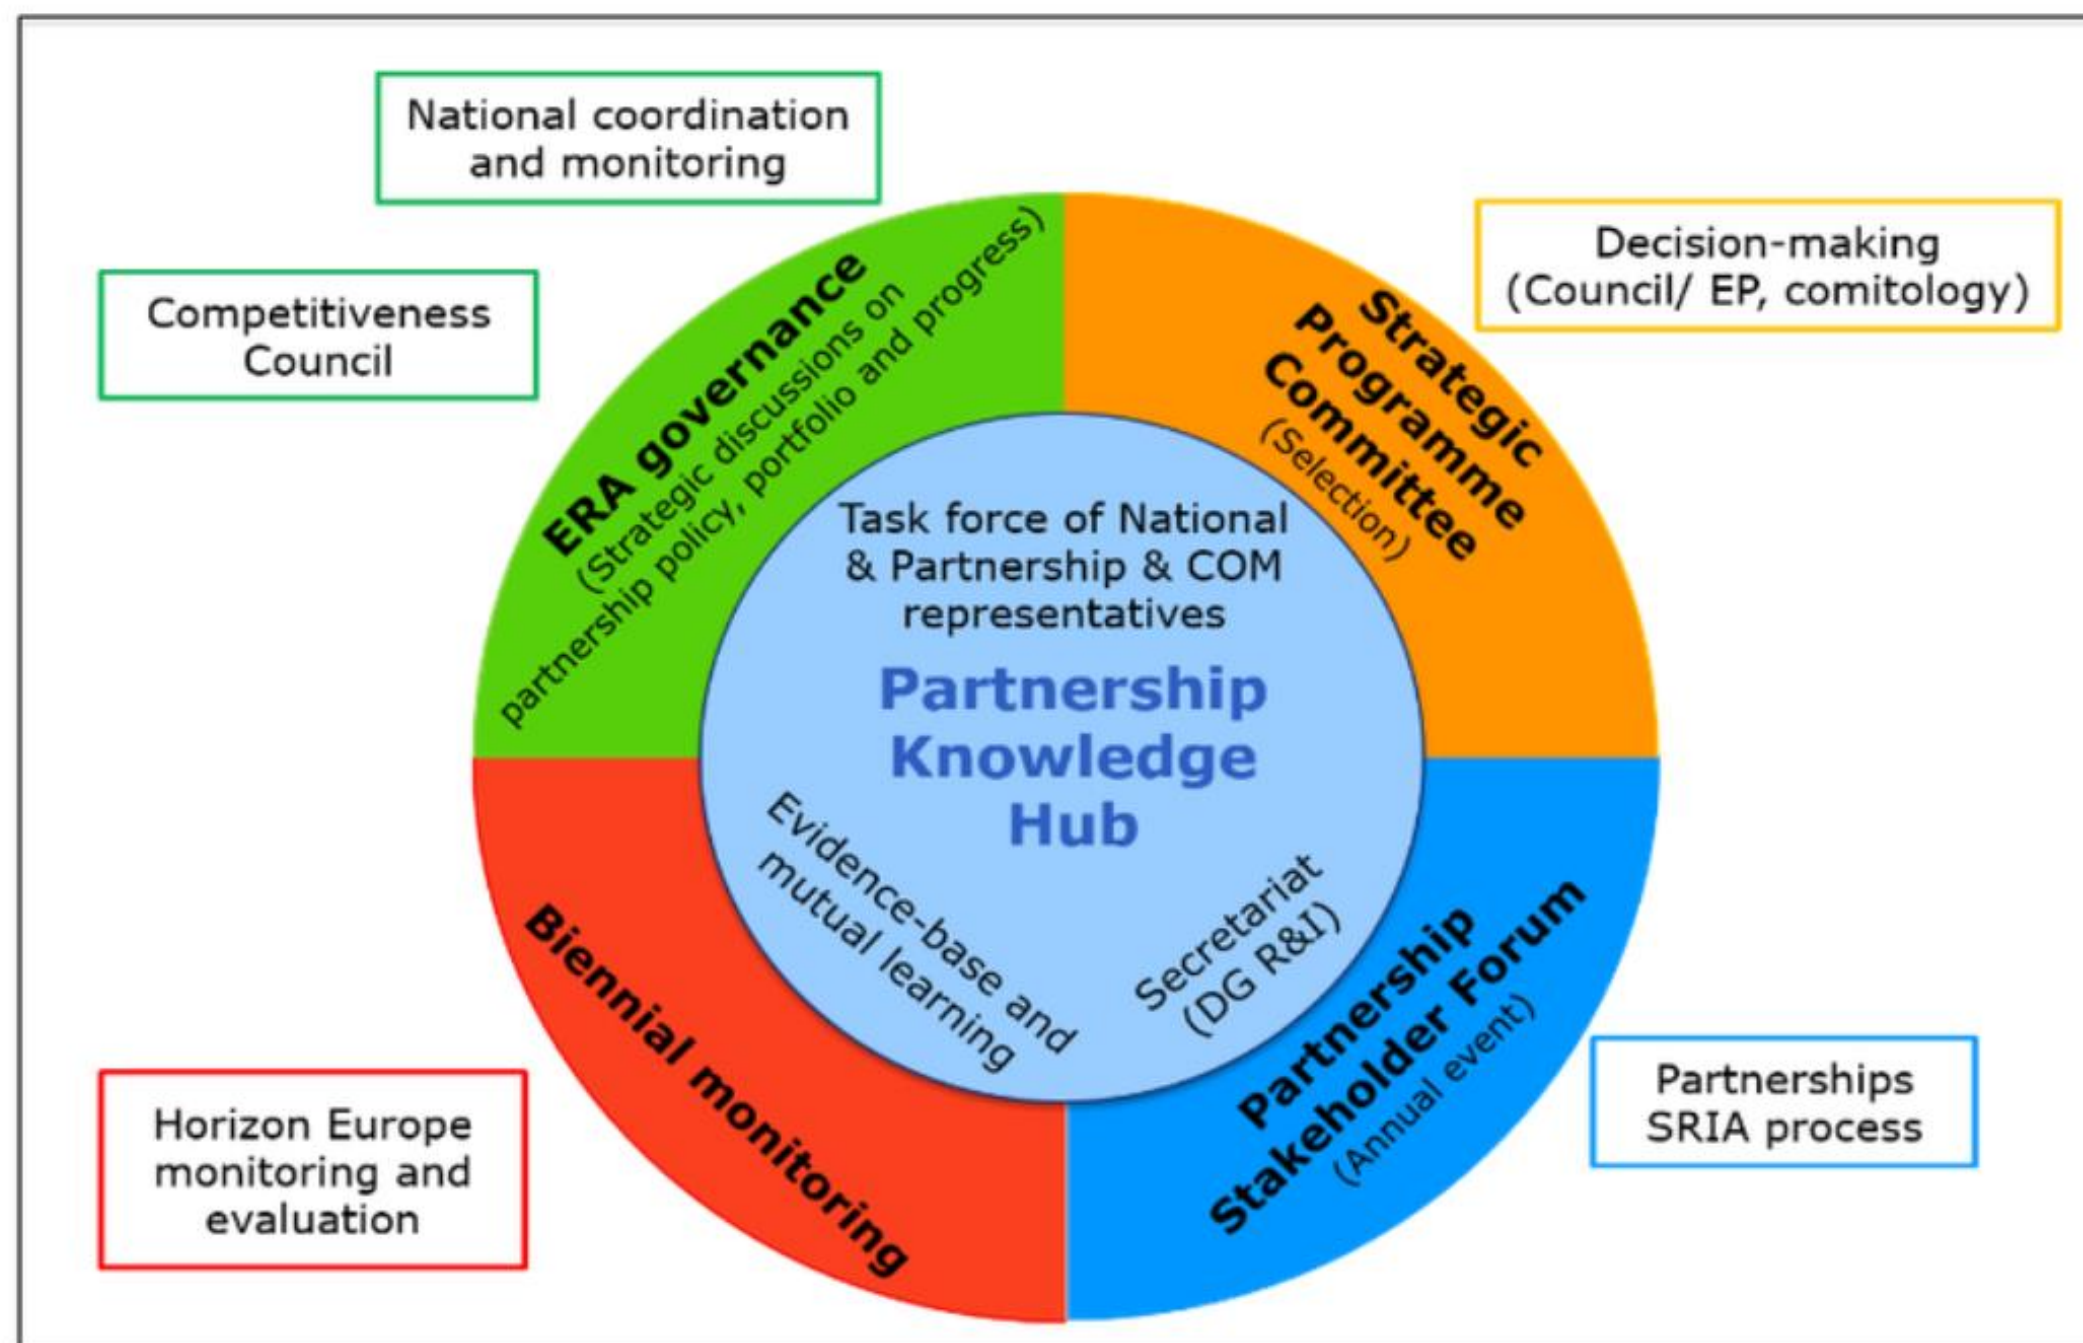 National coordination
and monitoring
Competitiveness
Council
Decision-making
(Council/ EP, comitology)
ERA governance
(Strategic discussions on
partnership policy, portfolio and progress)
Strategic
Programme
Committee
(Selection)
Task force of National
& Partnership & COM
representatives
Partnership
Knowledge
Hub
Evidence-base and
mutual learning
Secretariat
(DG R&I)
Biennial monitoring
Partnership
Stakeholder Forum
(Annual event)
Horizon Europe
monitoring and
evaluation
Partnerships
SRIA process